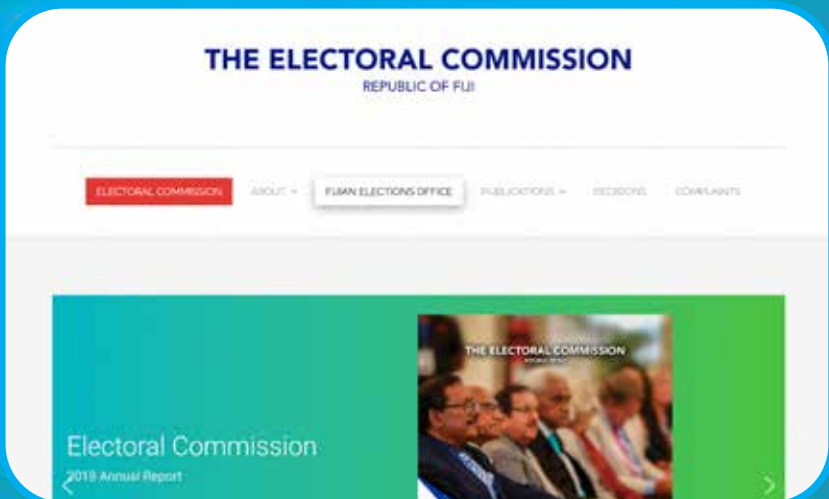 THE ELECTORAL COMMISSION
REPUBLIC OF FIJI
ELECTORAL COMMISSION ABOUT FIJIAN ELECTIONS OFFICE PUBLICATIONS DECISIONS COMPLAINTS
THE ELECTORAL COMMISSION
Electoral Commission
Annual Report